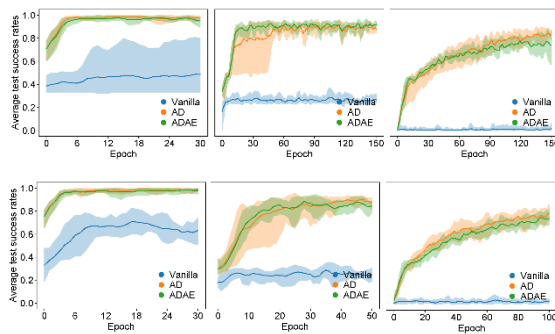 Average test success rates
1.0
0.8
0.6
0.4
0.2
0.0
Vanilla
AD
ADAE
0 6 12 18 24 30
Epoch
Vanilla
AD
ADAE
0 30 60 90 120 150
Epoch
Vanilla
AD
ADAE
0 30 60 90 120 150
Epoch
Average test success rates
1.0
0.8
0.6
0.4
0.2
0.0
Vanilla
AD
ADAE
0 6 12 18 24 30
Epoch
Vanilla
AD
ADAE
0 10 20 30 40 50
Epoch
Vanilla
AD
ADAE
0 20 40 60 80 100
Epoch